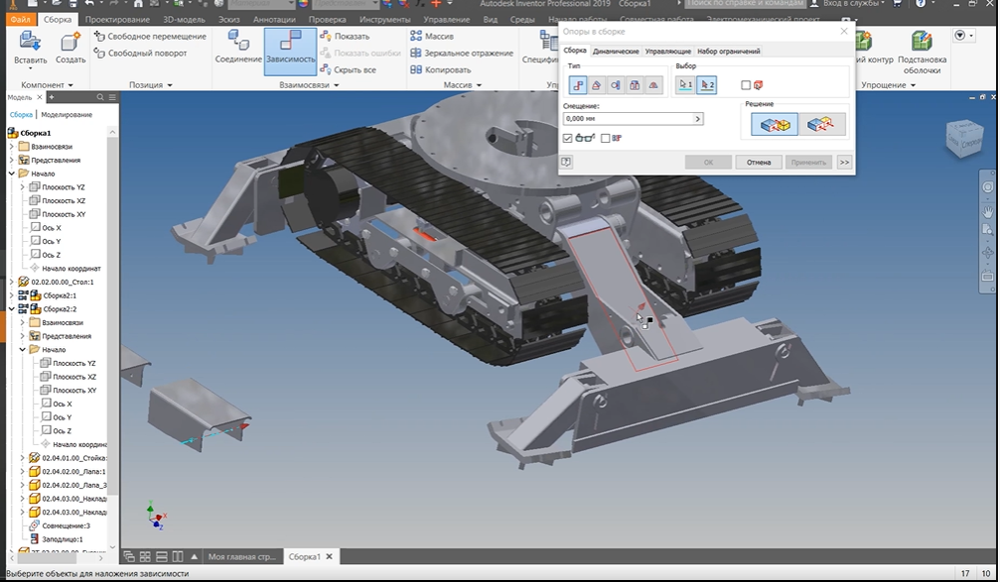 Autodesk Inventor Professional 2019 Сборка1
Поиск по справке и командам
Вход в службы
Файл Сборка Проектирование 3D-модель Эскиз Аннотации Проверка Инструменты Управление Вид Среды Начало работы Совместная работа Электромеханический проект
Вставить
Создать
Свободное перемещение
Свободный поворот
Соединение
Зависимость
Показать
Показать ошибки
Скрыть все
Массив
Зеркальное отражение
Копировать
Подстановка оболочки
Компонент
Позиция
Взаимосвязи
Массив
Упрощение
Опоры в сборке
Сборка Динамические Управляющие Набор ограничений
Тип
Выбор
1
2
Смещение:
0,000 мм
Решение
ОК
Отмена
Применить
>>
Модель
Сборка Моделирование
Сборка1
Взаимосвязи
Представления
Начало
Плоскость YZ
Плоскость XZ
Плоскость XY
Ось X
Ось Y
Ось Z
Начало координат
02.02.00.00_Стол:1
Сборка2:1
Сборка2:2
Взаимосвязи
Представления
Начало
Плоскость YZ
Плоскость XZ
Плоскость XY
Ось X
Ось Y
Ось Z
Начало координа
02.04.01.00_Стойка
02.04.02.00_Лапа:1
02.04.02.00_Лапа_З
02.04.03.00_Наклад
02.04.03.00_Наклад
Совмещение:3
Заподлицо:1
Моя главная стр...
Сборка1
Выберите объекты для наложения зависимости
17 10